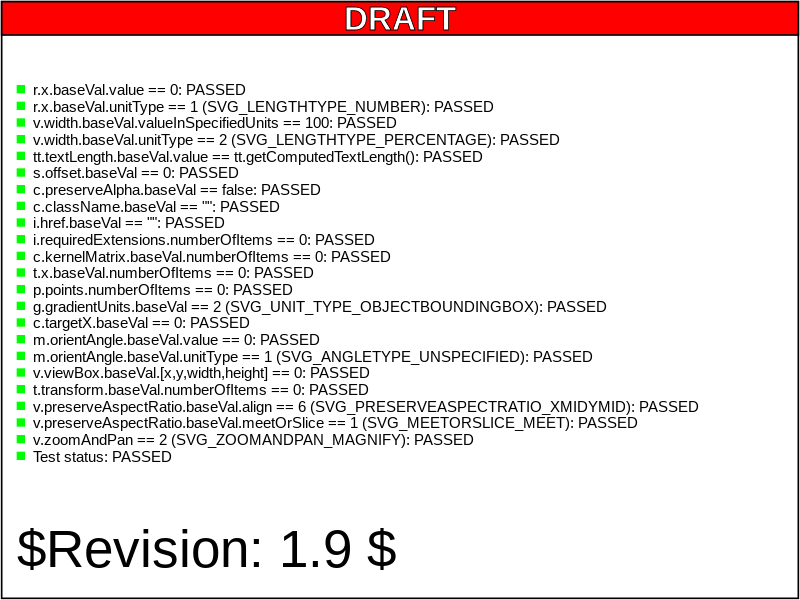 DRAFT
r.x.baseVal.value == 0: PASSED
r.x.baseVal.unitType == 1 (SVG_LENGTHTYPE_NUMBER): PASSED
v.width.baseVal.valueInSpecifiedUnits == 100: PASSED
v.width.baseVal.unitType == 2 (SVG_LENGTHTYPE_PERCENTAGE): PASSED
tt.textLength.baseVal.value == tt.getComputedTextLength(): PASSED
s.offset.baseVal == 0: PASSED
c.preserveAlpha.baseVal == false: PASSED
c.className.baseVal == "": PASSED
i.href.baseVal == "": PASSED
i.requiredExtensions.numberOfItems == 0: PASSED
c.kernelMatrix.baseVal.numberOfItems == 0: PASSED
t.x.baseVal.numberOfItems == 0: PASSED
p.points.numberOfItems == 0: PASSED
g.gradientUnits.baseVal == 2 (SVG_UNIT_TYPE_OBJECTBOUNDINGBOX): PASSED
c.targetX.baseVal == 0: PASSED
m.orientAngle.baseVal.value == 0: PASSED
m.orientAngle.baseVal.unitType == 1 (SVG_ANGLETYPE_UNSPECIFIED): PASSED
v.viewBox.baseVal.[x,y,width,height] == 0: PASSED
t.transform.baseVal.numberOfItems == 0: PASSED
v.preserveAspectRatio.baseVal.align == 6 (SVG_PRESERVEASPECTRATIO_XMIDYMID): PASSED
v.preserveAspectRatio.baseVal.meetOrSlice == 1 (SVG_MEETORSLICE_MEET): PASSED
v.zoomAndPan == 2 (SVG_ZOOMANDPAN_MAGNIFY): PASSED
Test status: PASSED
$Revision: 1.9 $